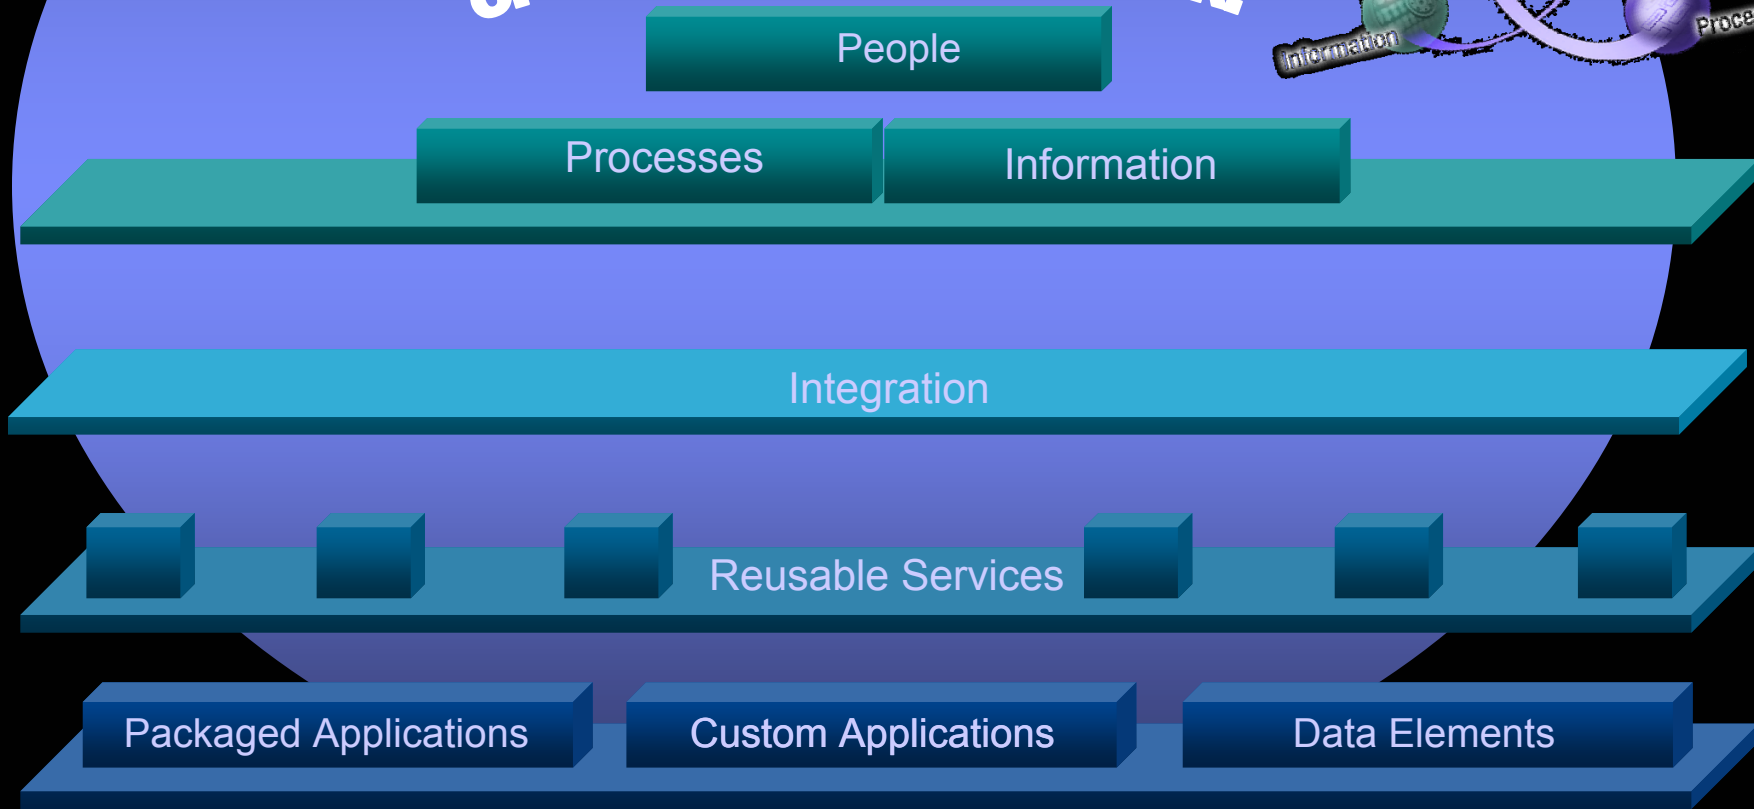 People
Information
Processes
Information
Integration
Reusable Services
Packaged Applications
Custom Applications
Data Elements